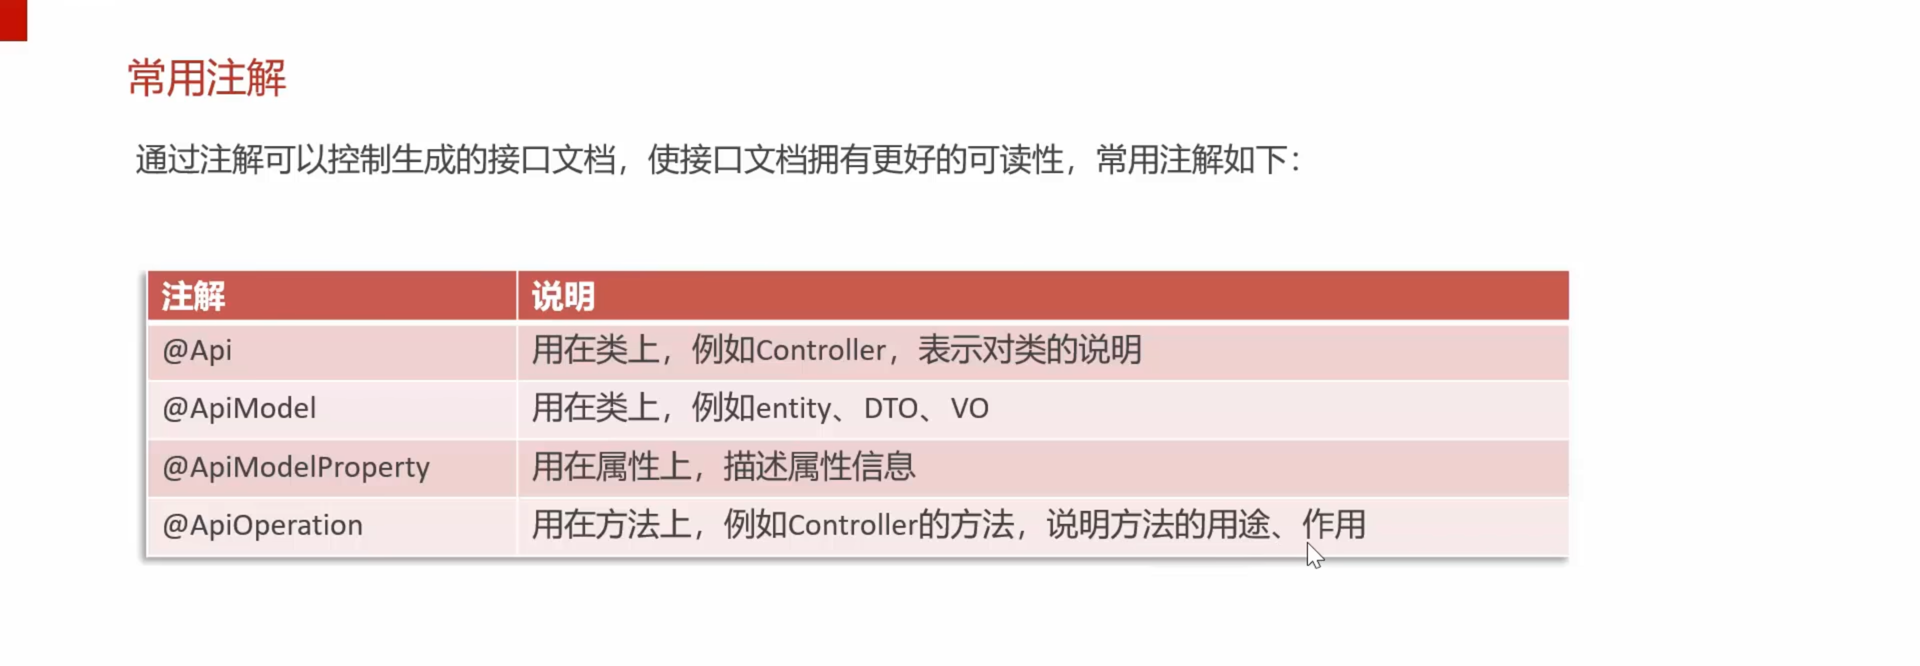 常用注解
通过注解可以控制生成的接口文档，使接口文档拥有更好的可读性，常用注解如下：
注解 说明
@Api 用在类上，例如Controller，表示对类的说明
@ApiModel 用在类上，例如entity、DTO、VO
@ApiModelProperty 用在属性上，描述属性信息
@ApiOperation 用在方法上，例如Controller的方法，说明方法的用途、作用